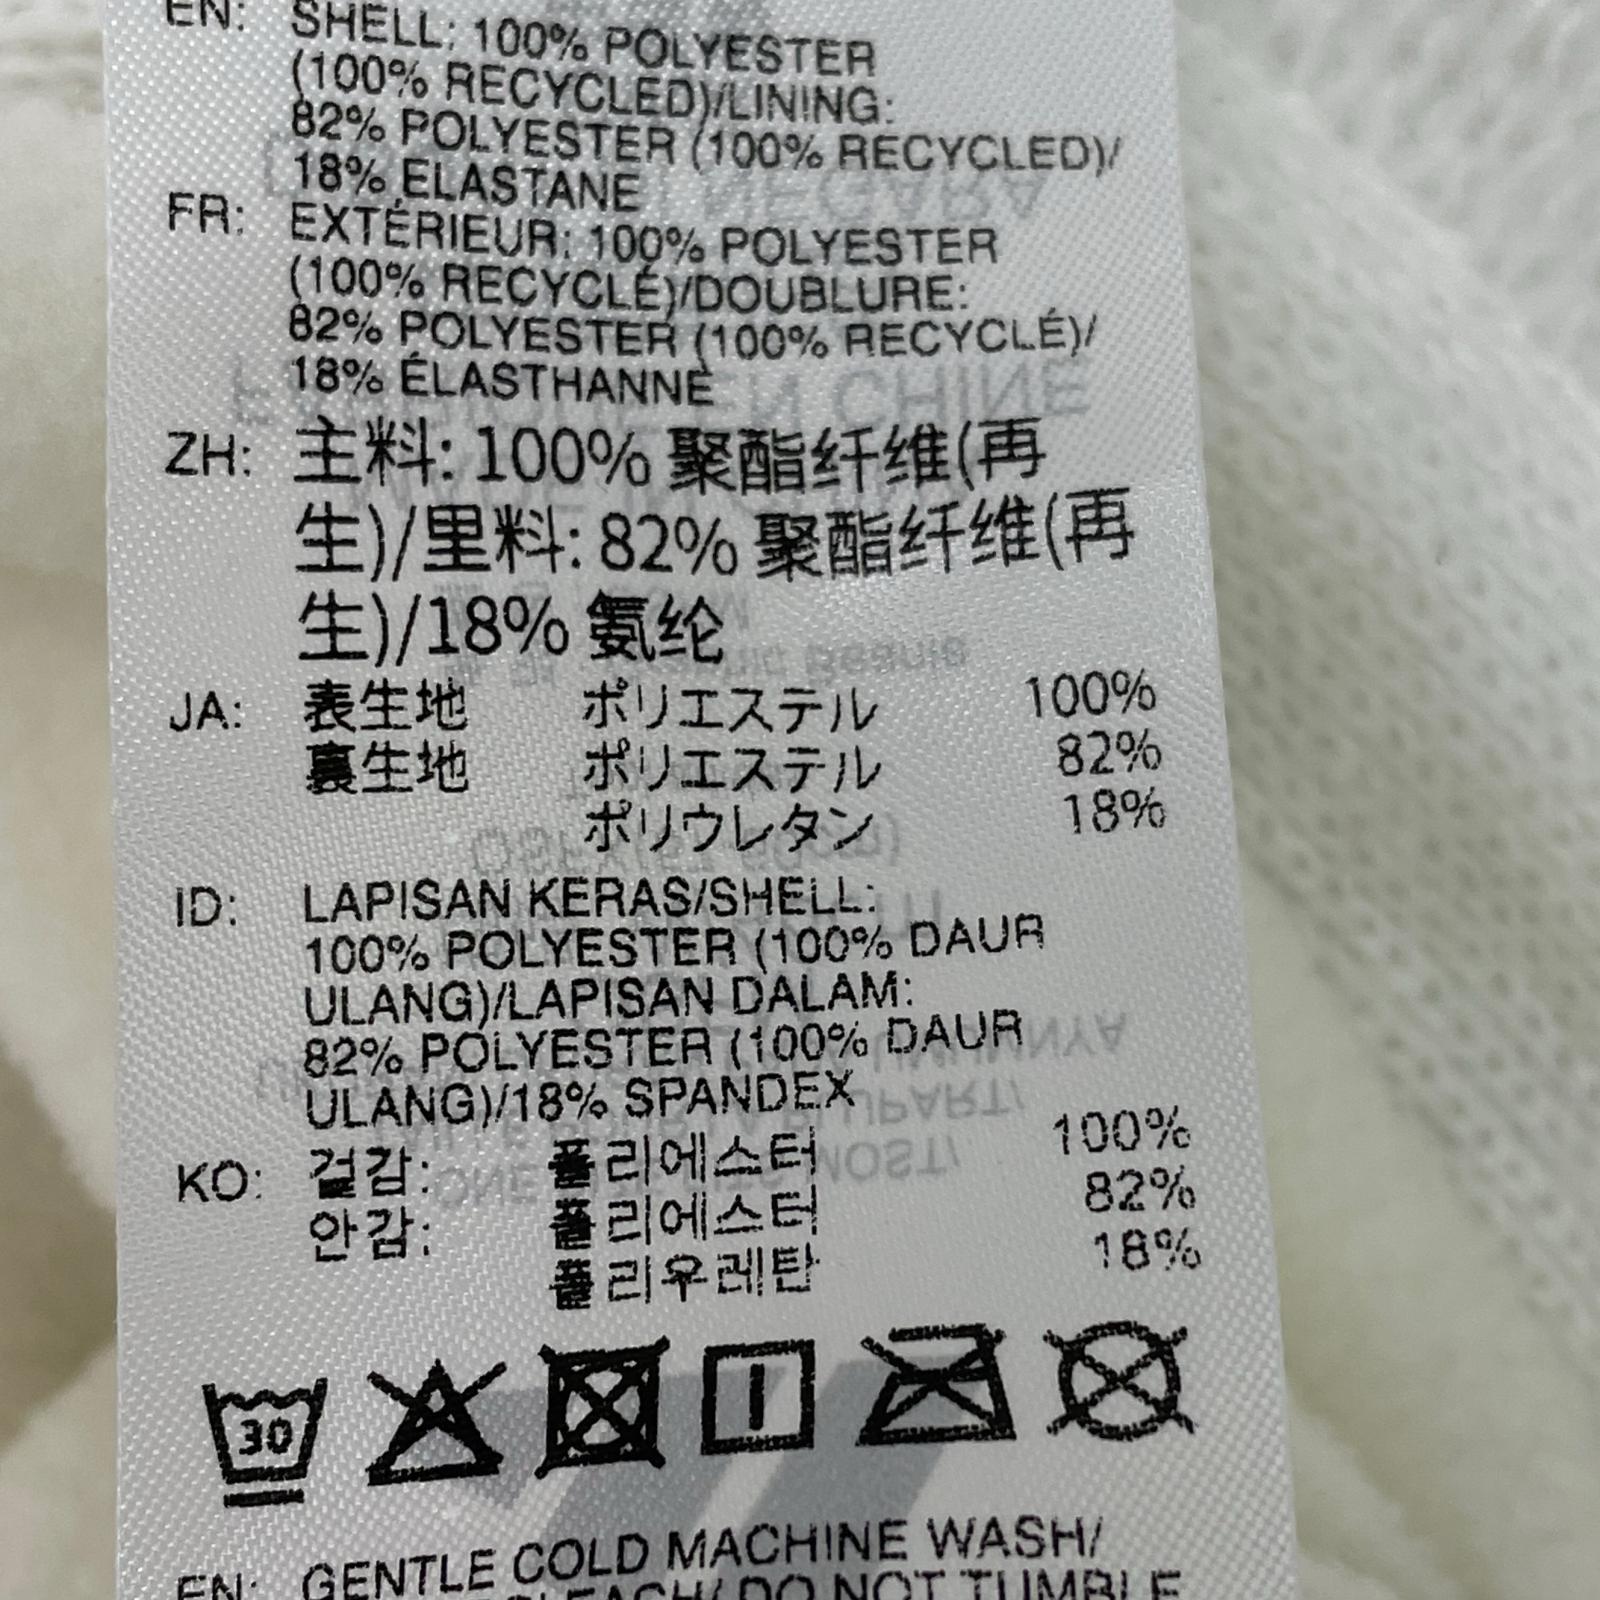 EN: SHELL: 100% POLYESTER
(100% RECYCLED)/LINING:
82% POLYESTER (100% RECYCLED)/
18% ELASTANE
FR: EXTÉRIEUR: 100% POLYESTER
(100% RECYCLÉ)/DOUBLURE:
82% POLYESTER (100% RECYCLÉ)/
18% ÉLASTHANNE
ZH: 主料: 100% 聚酯纤维(再
生)/里料: 82% 聚酯纤维(再
生)/18% 氨纶
JA: 表生地 ポリエステル 100%
裏生地 ポリエステル 82%
ポリウレタン 18%
ID: LAPISAN KERAS/SHELL:
100% POLYESTER (100% DAUR
ULANG)/LAPISAN DALAM:
82% POLYESTER (100% DAUR
ULANG)/18% SPANDEX
KO: 겉감: 폴리에스터 100%
안감: 폴리에스터 82%
폴리우레탄 18%
30
EN: GENTLE COLD MACHINE WASH/
BLEACH/ DO NOT TUMBLE